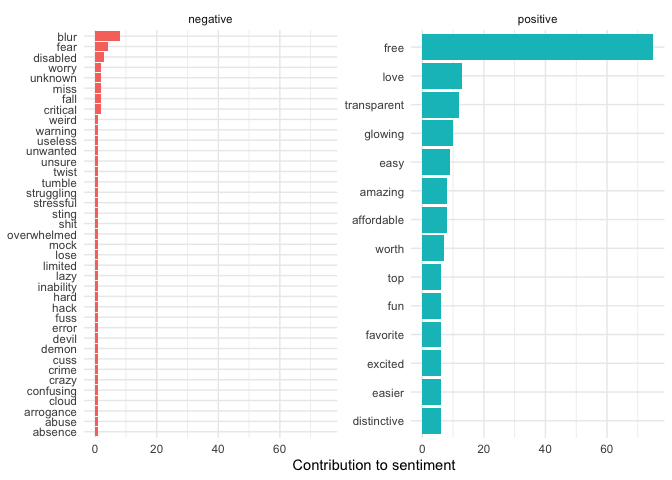 negative
blur
fear
disabled
worry
unknown
miss
fall
critical
weird
warning
useless
unwanted
unsure
twist
tumble
struggling
stressful
sting
shit
overwhelmed
mock
lose
limited
lazy
inability
hard
hack
fuss
error
devil
demon
cuss
crime
crazy
confusing
cloud
arrogance
abuse
absence
0 20 40 60
positive
free
love
transparent
glowing
easy
amazing
affordable
worth
top
fun
favorite
excited
easier
distinctive
0 20 40 60
Contribution to sentiment